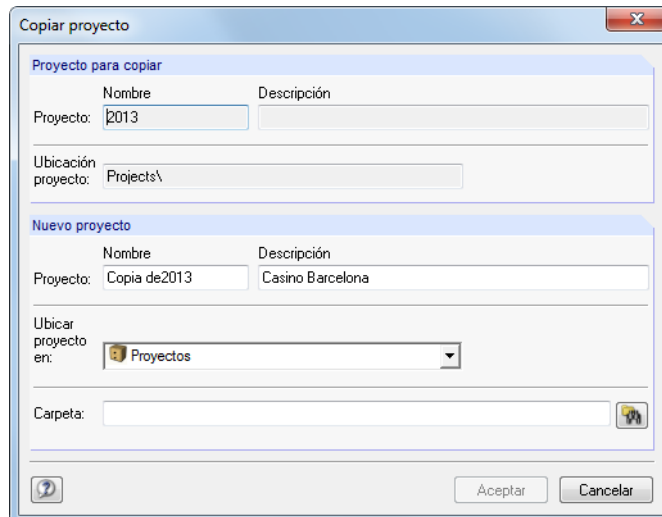 Copiar proyecto
Proyecto para copiar
Nombre Descripción
Proyecto: 2013
Ubicación
proyecto: Projects\
Nuevo proyecto
Nombre Descripción
Proyecto: Copia de2013 Casino Barcelona
Ubicar
proyecto
en: Proyectos
Carpeta:
Aceptar Cancelar